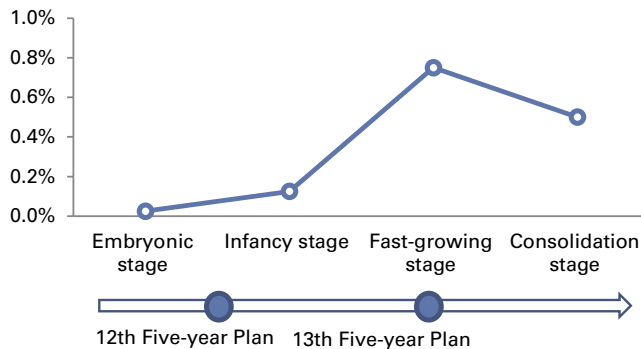 1.0%
0.8%
0.6%
0.4%
0.2%
0.0%
Embryonic
stage
Infancy stage
Fast-growing
stage
Consolidation
stage
12th Five-year Plan
13th Five-year Plan